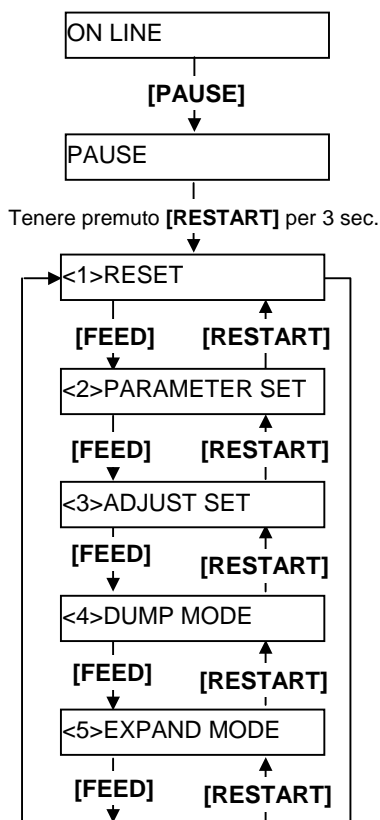 ON LINE
[PAUSE]
PAUSE
Tenere premuto [RESTART] per 3 sec.
<1>RESET
[FEED] [RESTART]
<2>PARAMETER SET
[FEED] [RESTART]
<3>ADJUST SET
[FEED] [RESTART]
<4>DUMP MODE
[FEED] [RESTART]
<5>EXPAND MODE
[FEED] [RESTART]